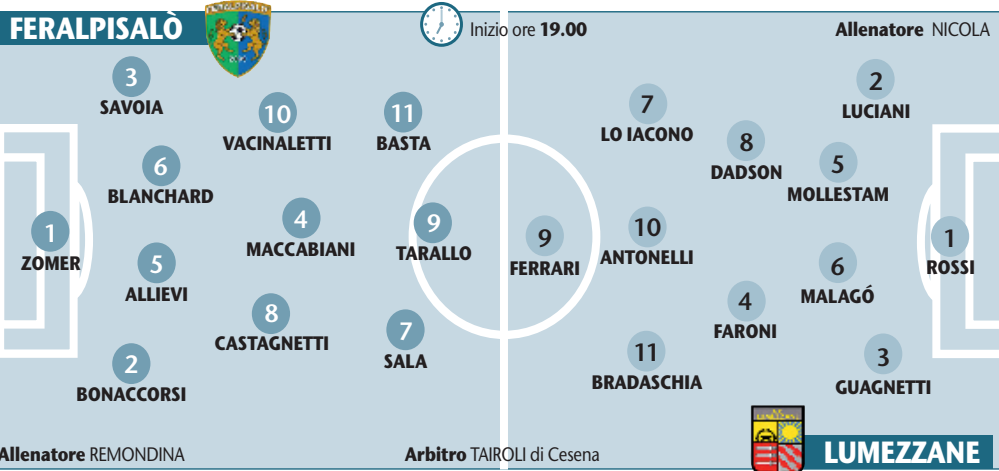 FERALPISALÒ
Inizio ore 19.00
Allenatore NICOLA
3
SAVOIA
10
VACINALETTI
11
BASTA
6
BLANCHARD
4
MACCABIANI
9
TARALLO
1
ZOMER
5
ALLIEVI
8
CASTAGNETTI
7
SALA
2
BONACCORSI
7
LO IACONO
2
LUCIANI
8
DADSON
5
MOLLESTAM
9
FERRARI
10
ANTONELLI
1
ROSSI
6
MALAGÓ
4
FARONI
11
BRADASCHIA
3
GUAGNETTI
Allenatore REMONDINA
Arbitro TAIROLI di Cesena
LUMEZZANE